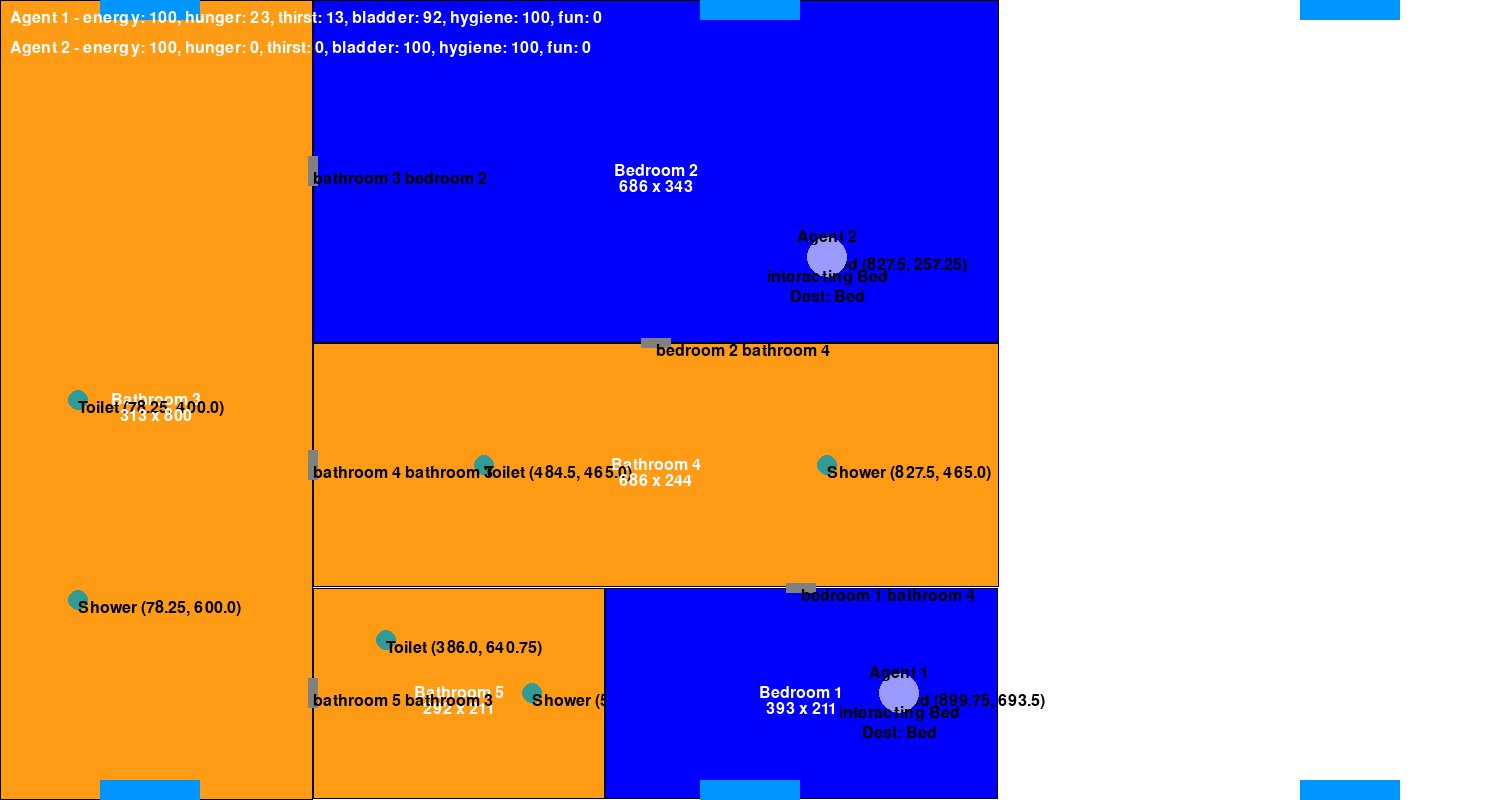 Agent 1 - energy: 100, hunger: 23, thirst: 13, bladder: 92, hygiene: 100, fun: 0
Agent 2 - energy: 100, hunger: 0, thirst: 0, bladder: 100, hygiene: 100, fun: 0
Bedroom 2
686 x 343
bathroom 3 bedroom 2
Agent 2
d (827.5, 257.25)
interacting Bed
Dest: Bed
bedroom 2 bathroom 4
Bathroom 3
313 x 800
Toilet (78.25, 400.0)
bathroom 4 bathroom 3
Toilet (484.5, 465.0)
Bathroom 4
686 x 244
Shower (827.5, 465.0)
bedroom 1 bathroom 4
Shower (78.25, 600.0)
Toilet (386.0, 640.75)
Agent 1
bathroom 5 bathroom 3
Bathroom 5
292 x 211
Shower (5
Bedroom 1
393 x 211
d (899.75, 693.5)
interacting Bed
Dest: Bed